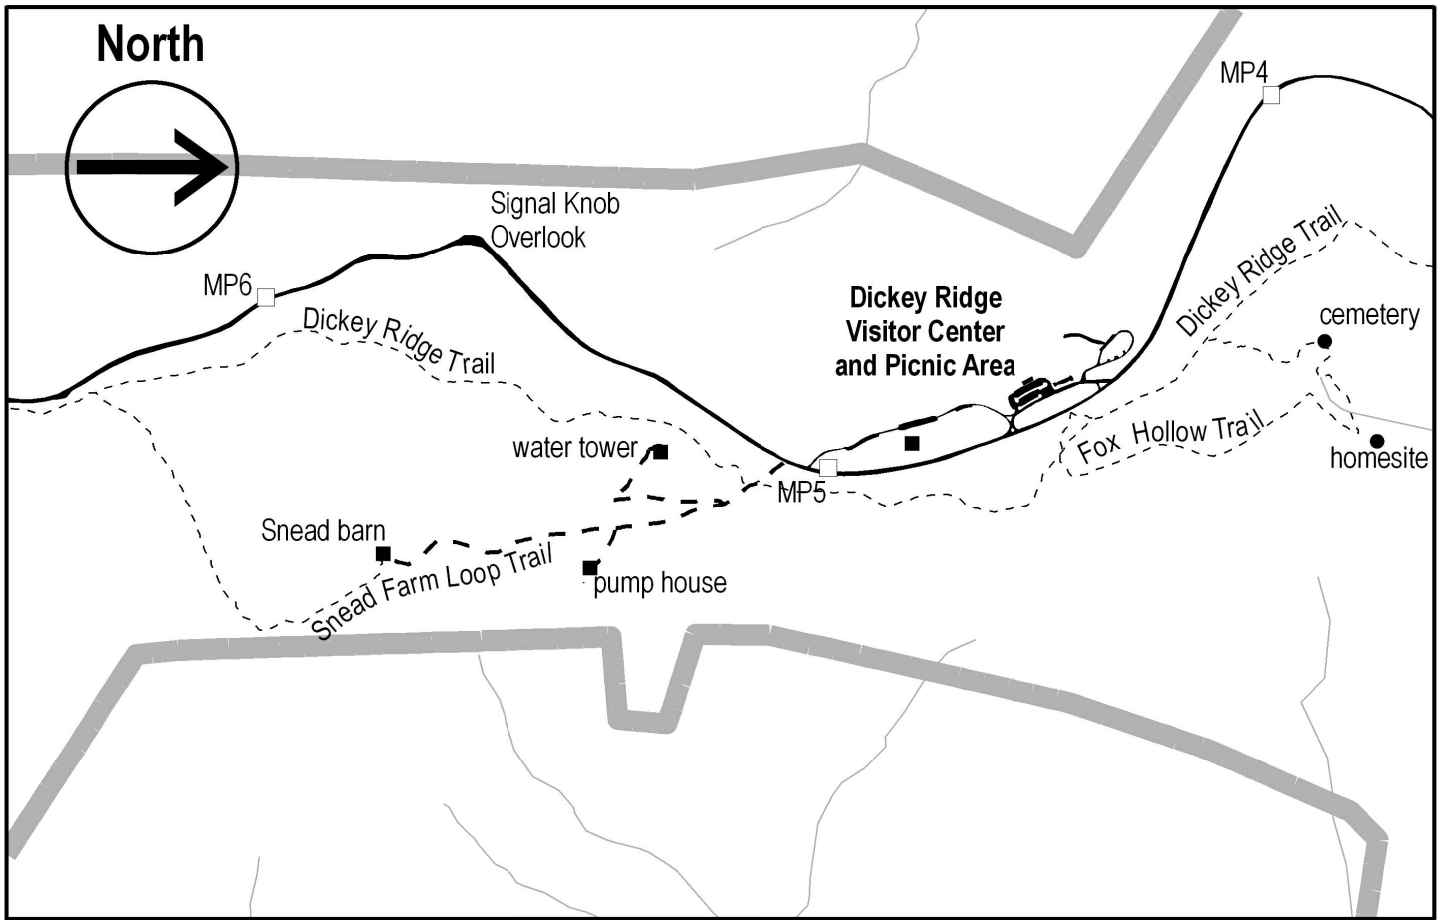 North
MP4
Signal Knob
Overlook
MP6
Dickey Ridge Trail
Dickey Ridge Trail
Dickey Ridge
Visitor Center
and Picnic Area
cemetery
water tower
MP5
Fox Hollow Trail
homesite
Snead barn
Snead Farm Loop Trail
pump house